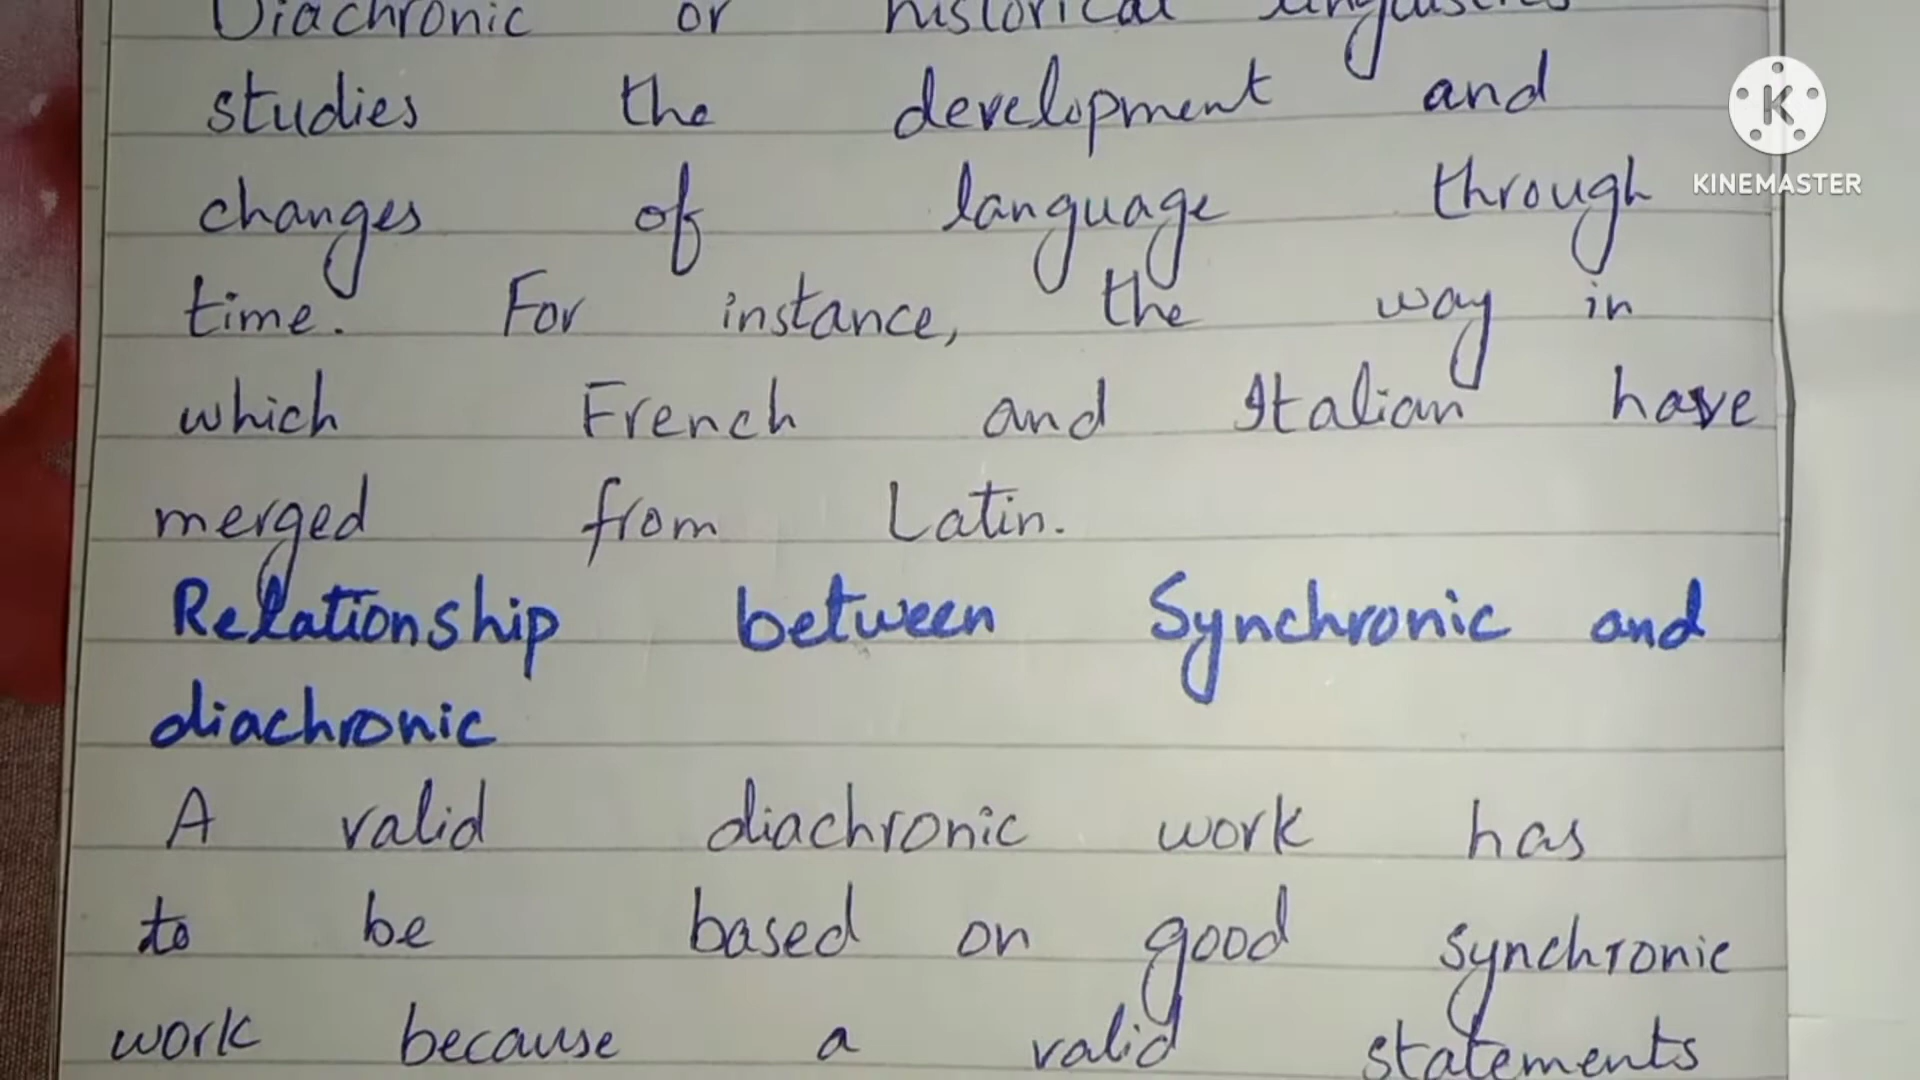 Diachronic or historical linguistics
studies the development and
changes of language through
time. For instance, the way in
which French and Italian have
merged from Latin.
Relationship between Synchronic and
diachronic
A valid diachronic work has
to be based on good synchronic
work because a valid statements
K
KINEMASTER